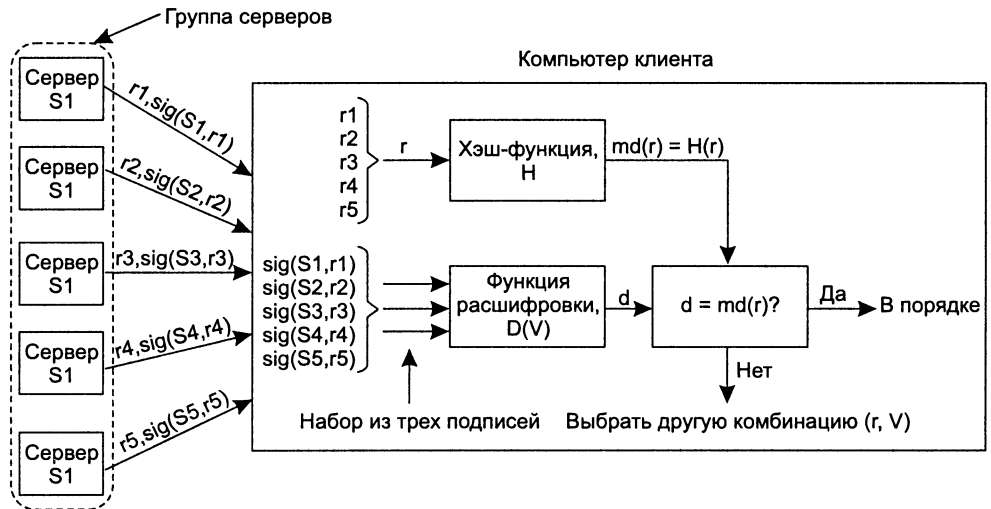 Группа серверов
Компьютер клиента
Сервер
S1
r1,sig(S1,r1)
Сервер
S1
r2,sig(S2,r2)
Сервер
S1
r3,sig(S3,r3)
Сервер
S1
r4,sig(S4,r4)
Сервер
S1
r5,sig(S5,r5)
r1
r2
r3
r4
r5
r
Хэш-функция,
H
md(r) = H(r)
sig(S1,r1)
sig(S2,r2)
sig(S3,r3)
sig(S4,r4)
sig(S5,r5)
Функция
расшифровки,
D(V)
d
d = md(r)?
Да
В порядке
Нет
Набор из трех подписей
Выбрать другую комбинацию (r, V)